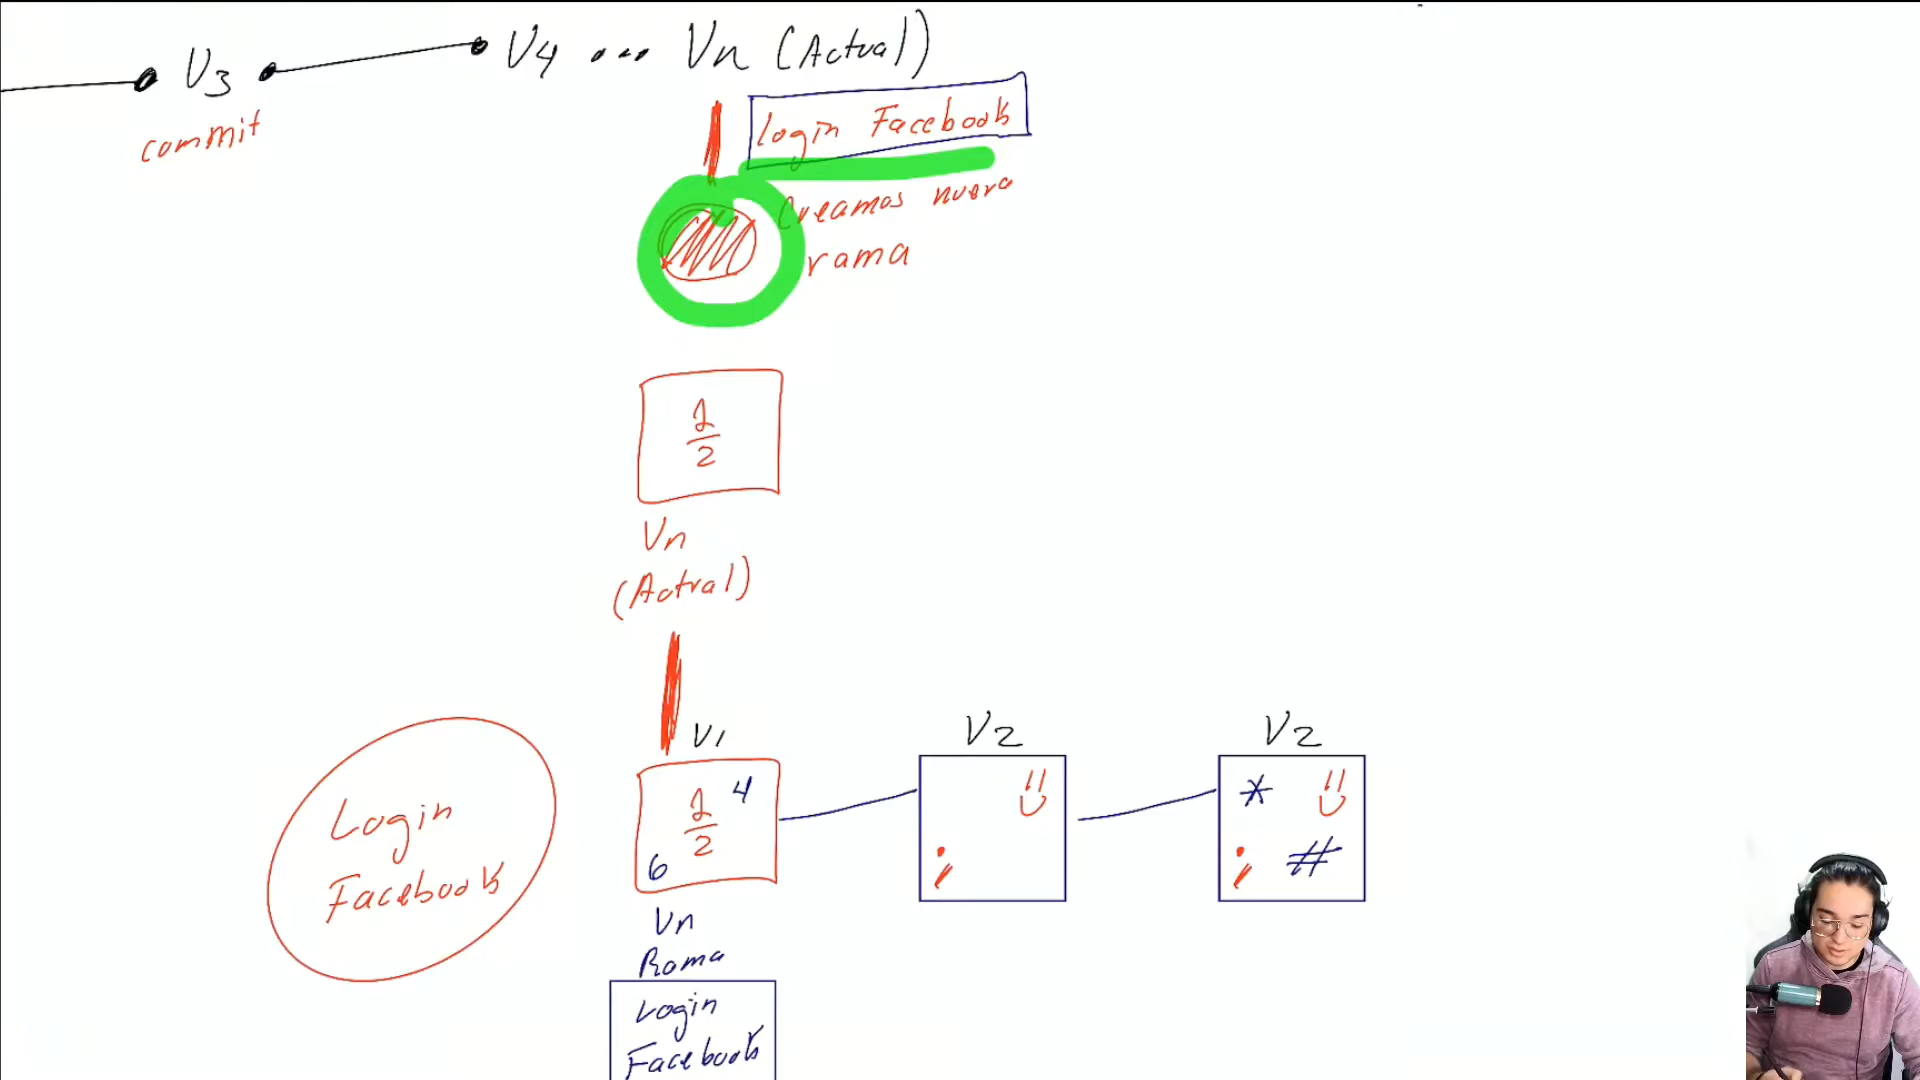 V3 V4 ... Vn (Actual)
commit
Login Facebook
Creamos nueva
rama
1
2
Vn
(Actual)
V1 V2 V2
1 4
2
6
* #
;
;
Login
Facebook
Vn
Rama
Login
Facebook